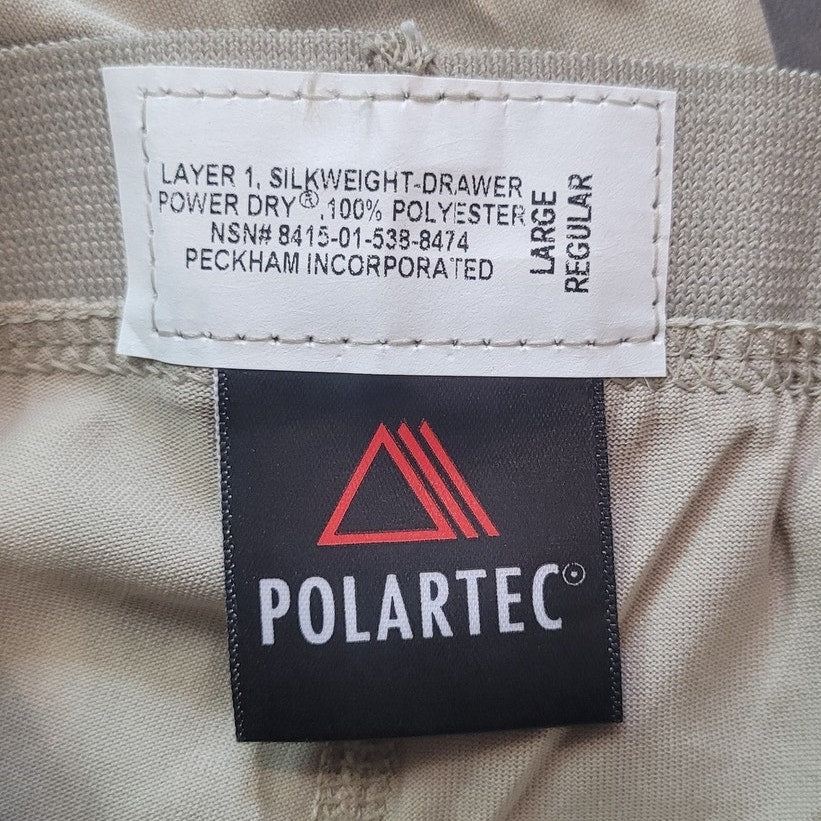 LAYER 1, SILKWEIGHT-DRAWER
POWER DRY®,100% POLYESTER
NSN# 8415-01-538-8474
PECKHAM INCORPORATED
LARGE
REGULAR
POLARTEC®